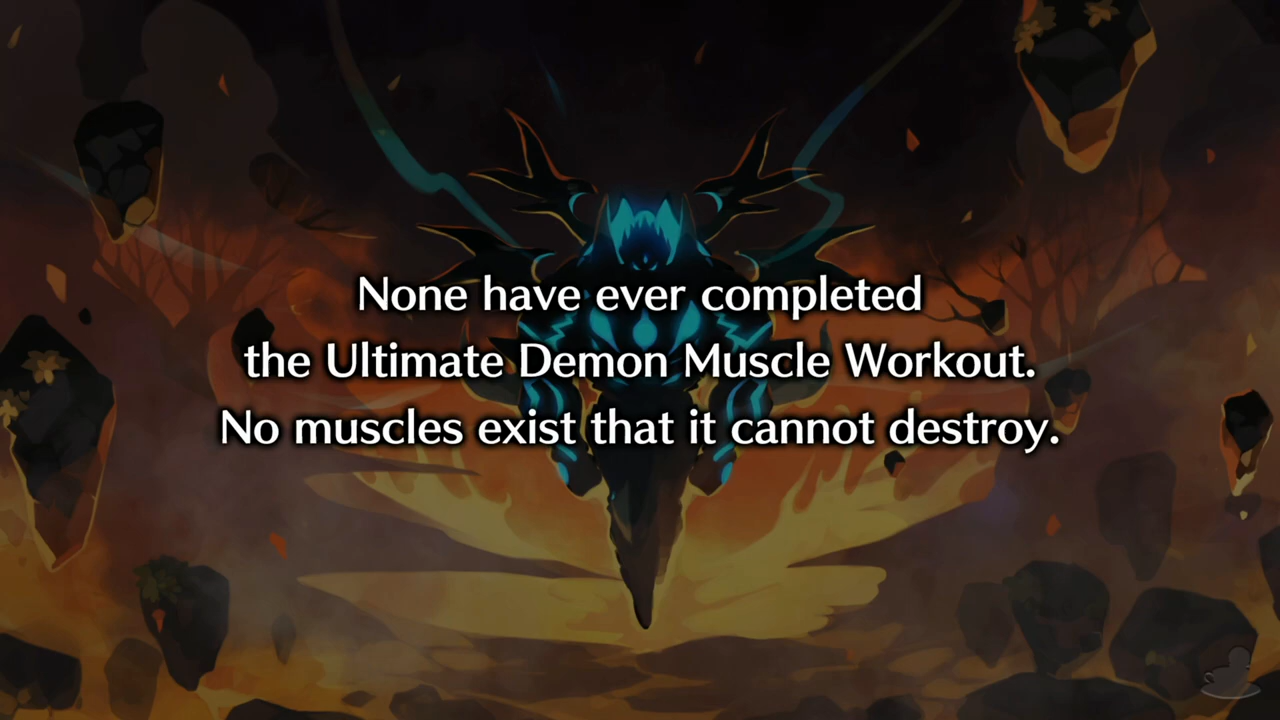 None have ever completed
the Ultimate Demon Muscle Workout.
No muscles exist that it cannot destroy.